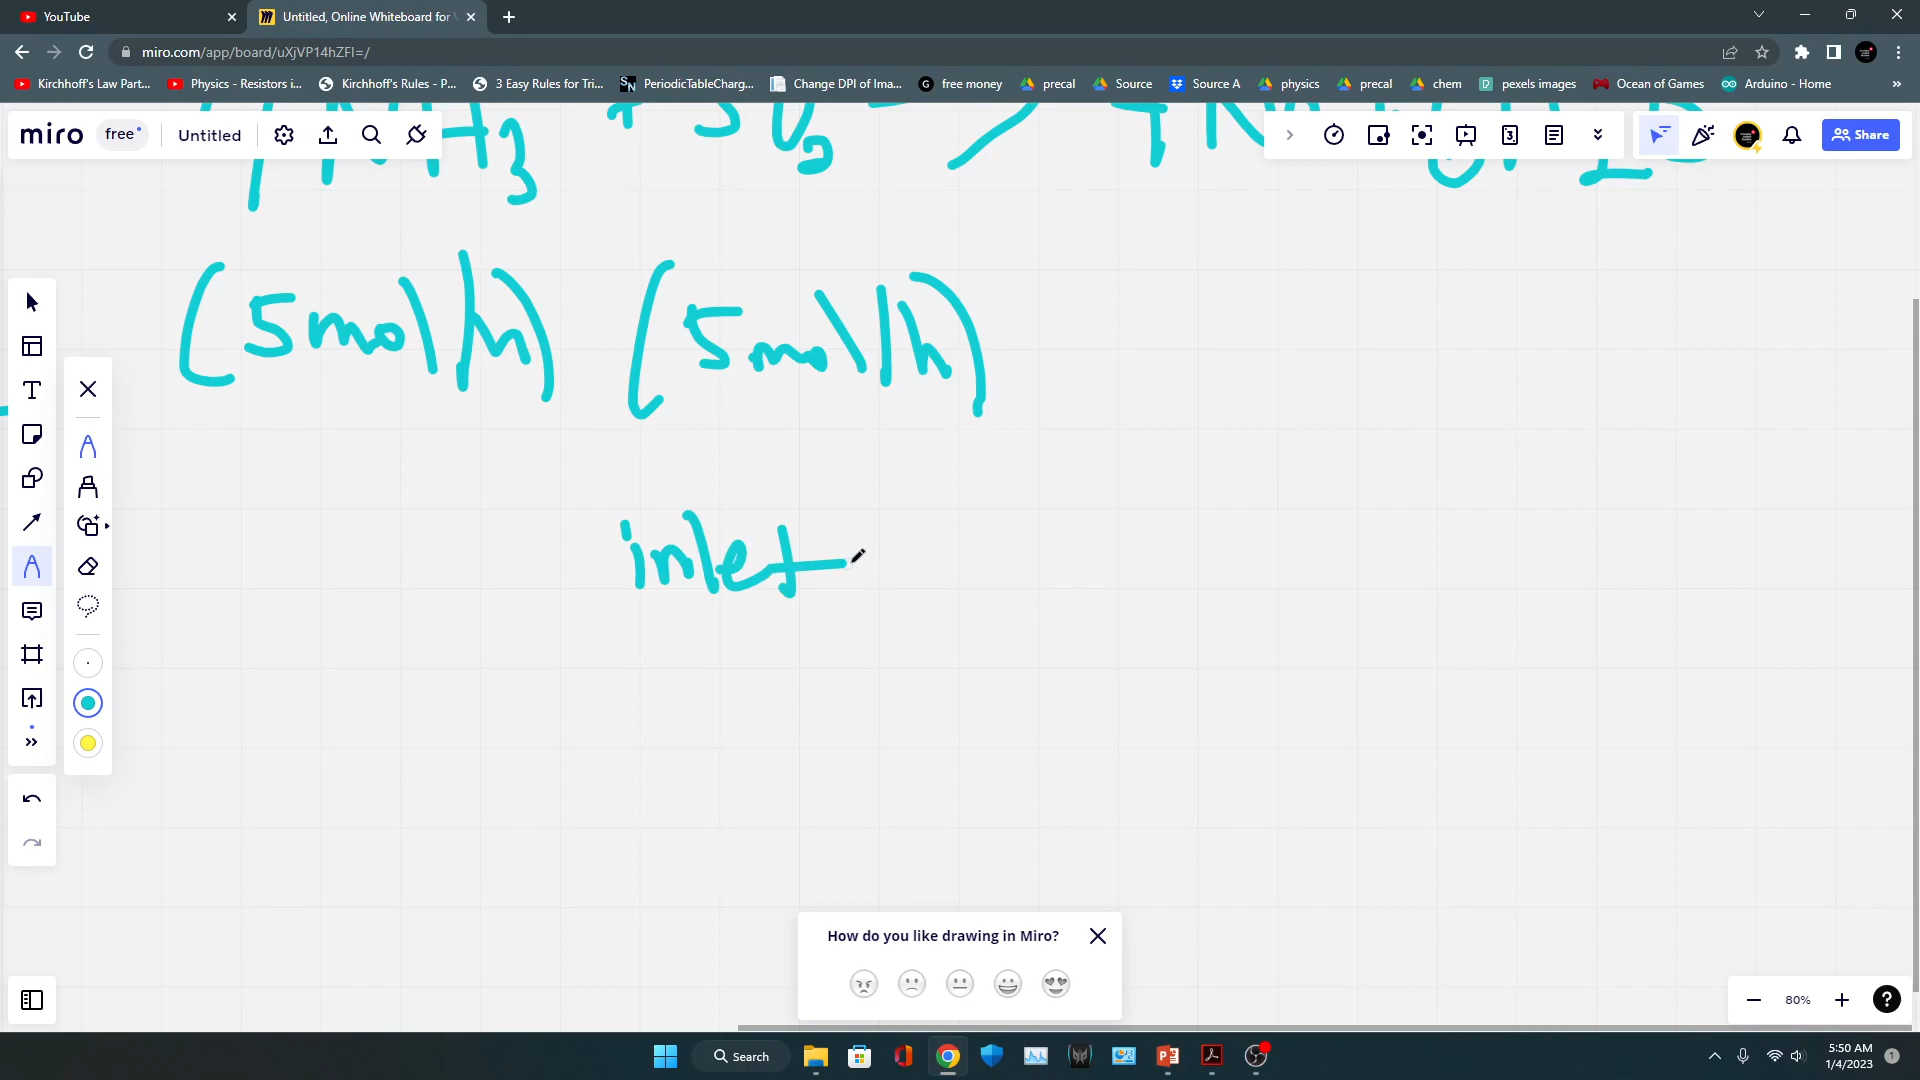 YouTube
Untitled, Online Whiteboard for
miro.com/app/board/uXjVP14hZFI=/
Kirchhoff's Law Part...
Physics - Resistors i...
Kirchhoff's Rules - P...
3 Easy Rules for Tri...
SN PeriodicTableCharg...
Change DPI of Ima...
G free money
precal
Source
Source A
physics
precal
chem
pexels images
Ocean of Games
Arduino - Home
miro free Untitled
3
Share
(5mol/h) (5mol/h)
inlet
How do you like drawing in Miro?
80%
?
Search
5:50 AM
1/4/2023
1